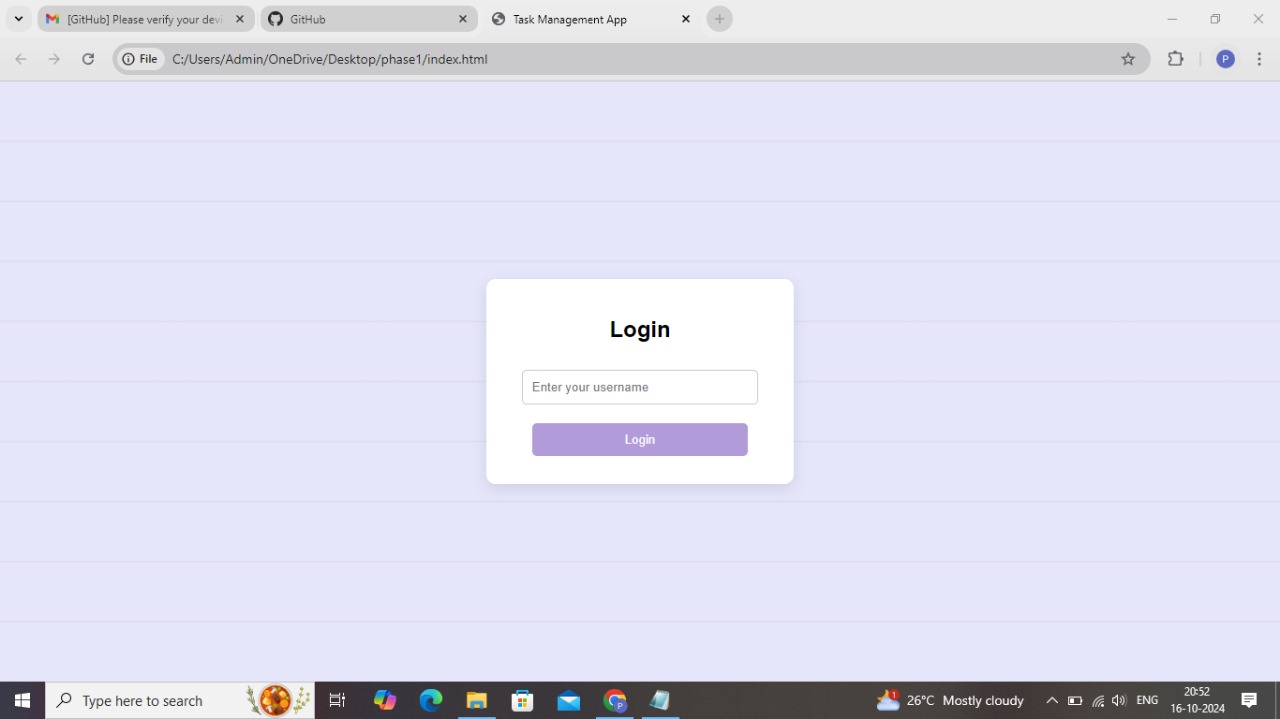 [GitHub] Please verify your devi
GitHub
Task Management App
File
C:/Users/Admin/OneDrive/Desktop/phase1/index.html
P
Login
Enter your username
Login
Type here to search
P
1
26°C Mostly cloudy
ENG
20:52
16-10-2024